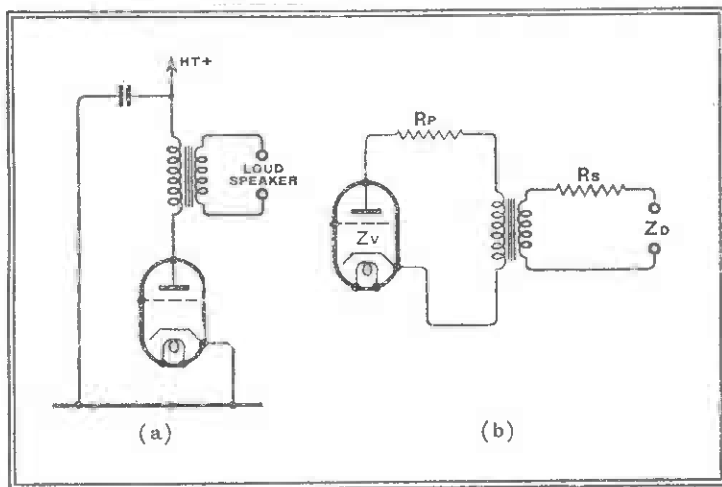 HT+
LOUD
SPEAKER
(a)
RP
ZV
RS
ZD
(b)